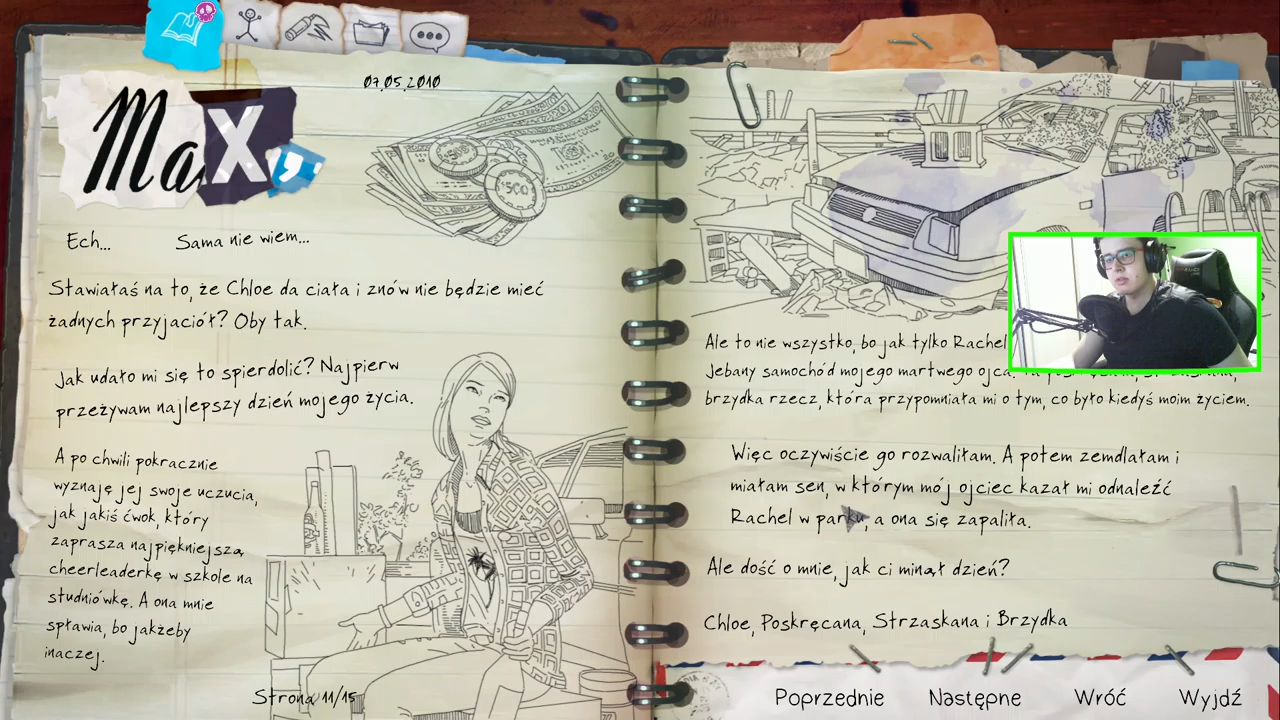 07.05.2010
Max,
Ech... Sama nie wiem...
Stawiałaś na to, że Chloe da ciała i znów nie będzie mieć
żadnych przyjaciół? Oby tak.
Jak udało mi się to spierdolić? Najpierw
przeżywam najlepszy dzień mojego życia.
A po chwili pokracznie
wyznaję jej swoje uczucia,
jak jakiś ćwok, który
zaprasza najpiękniejszą
cheerleaderkę w szkole na
studniówkę. A ona mnie
spławia, bo jakżeby
inaczej.
Strona 11/15
Ale to nie wszystko, bo jak tylko Rachel
Jebany samochód mojego martwego ojca.
brzydka rzecz, która przypomniała mi o tym, co było kiedyś moim życiem.
Więc oczywiście go rozwaliłam. A potem zemdlałam i
miałam sen, w którym mój ojciec kazał mi odnaleźć
Rachel w parku, a ona się zapaliła.
Ale dość o mnie, jak ci minął dzień?
Chloe, Poskręcana, Strzaskana i Brzydka
Poprzednie Następne Wróć Wyjdź